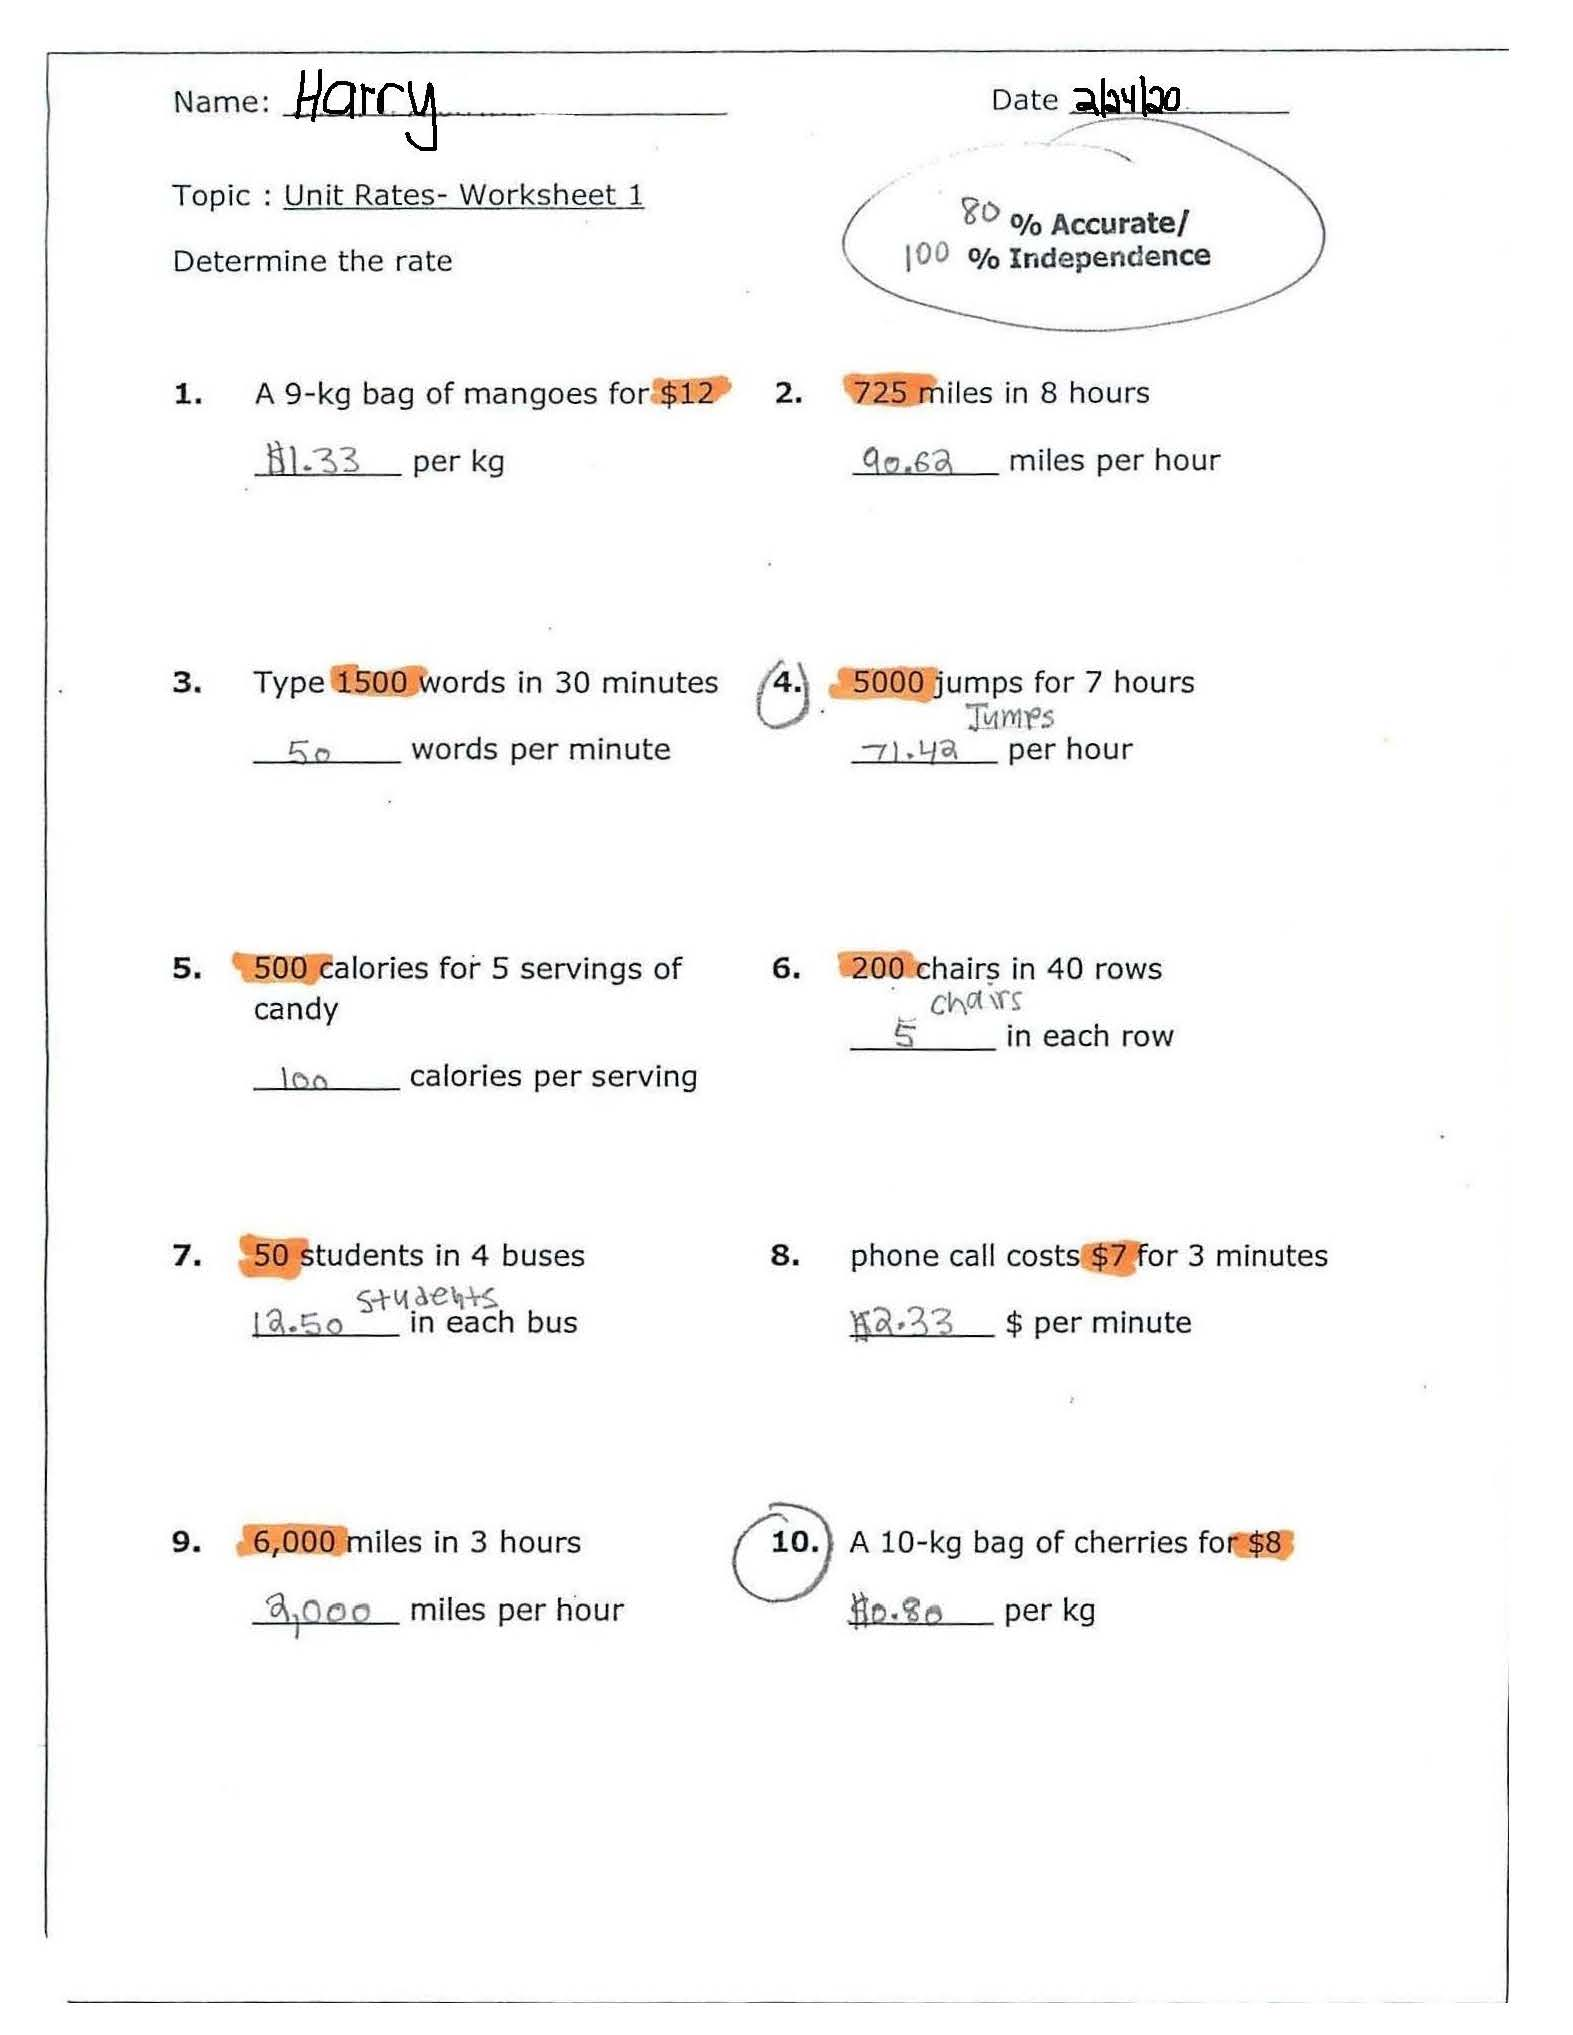 Name: Harry Date 2/24/20
Topic : Unit Rates- Worksheet 1
80 % Accurate/
Determine the rate
100 % Independence
1. A 9-kg bag of mangoes for $12 2. 725 miles in 8 hours
$1.33 per kg 90.62 miles per hour
3. Type 1500 words in 30 minutes 4. 5000 jumps for 7 hours
Jumps
50 words per minute 71.42 per hour
5. 500 calories for 5 servings of 6. 200 chairs in 40 rows
candy chairs
5 in each row
100 calories per serving
7. 50 students in 4 buses 8. phone call costs $7 for 3 minutes
students
12.50 in each bus $2.33 $ per minute
9. 6,000 miles in 3 hours 10. A 10-kg bag of cherries for $8
2,000 miles per hour $0.80 per kg